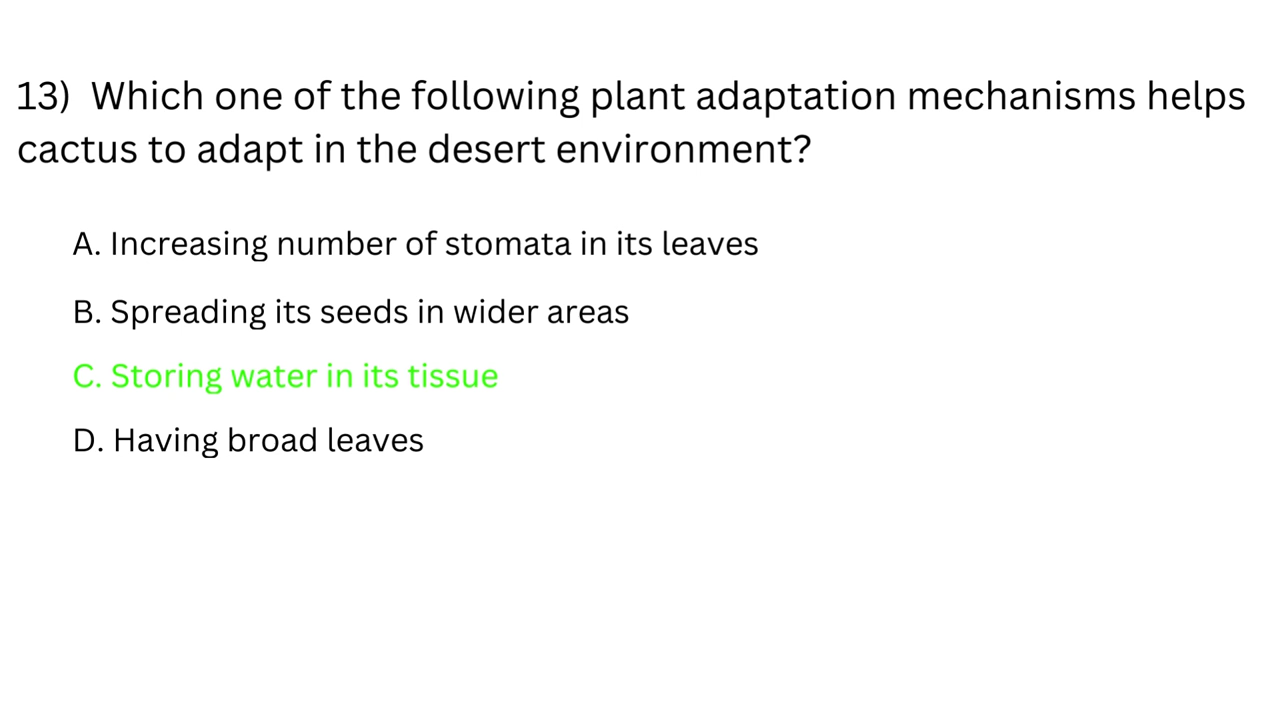 13) Which one of the following plant adaptation mechanisms helps
cactus to adapt in the desert environment?
A. Increasing number of stomata in its leaves
B. Spreading its seeds in wider areas
C. Storing water in its tissue
D. Having broad leaves